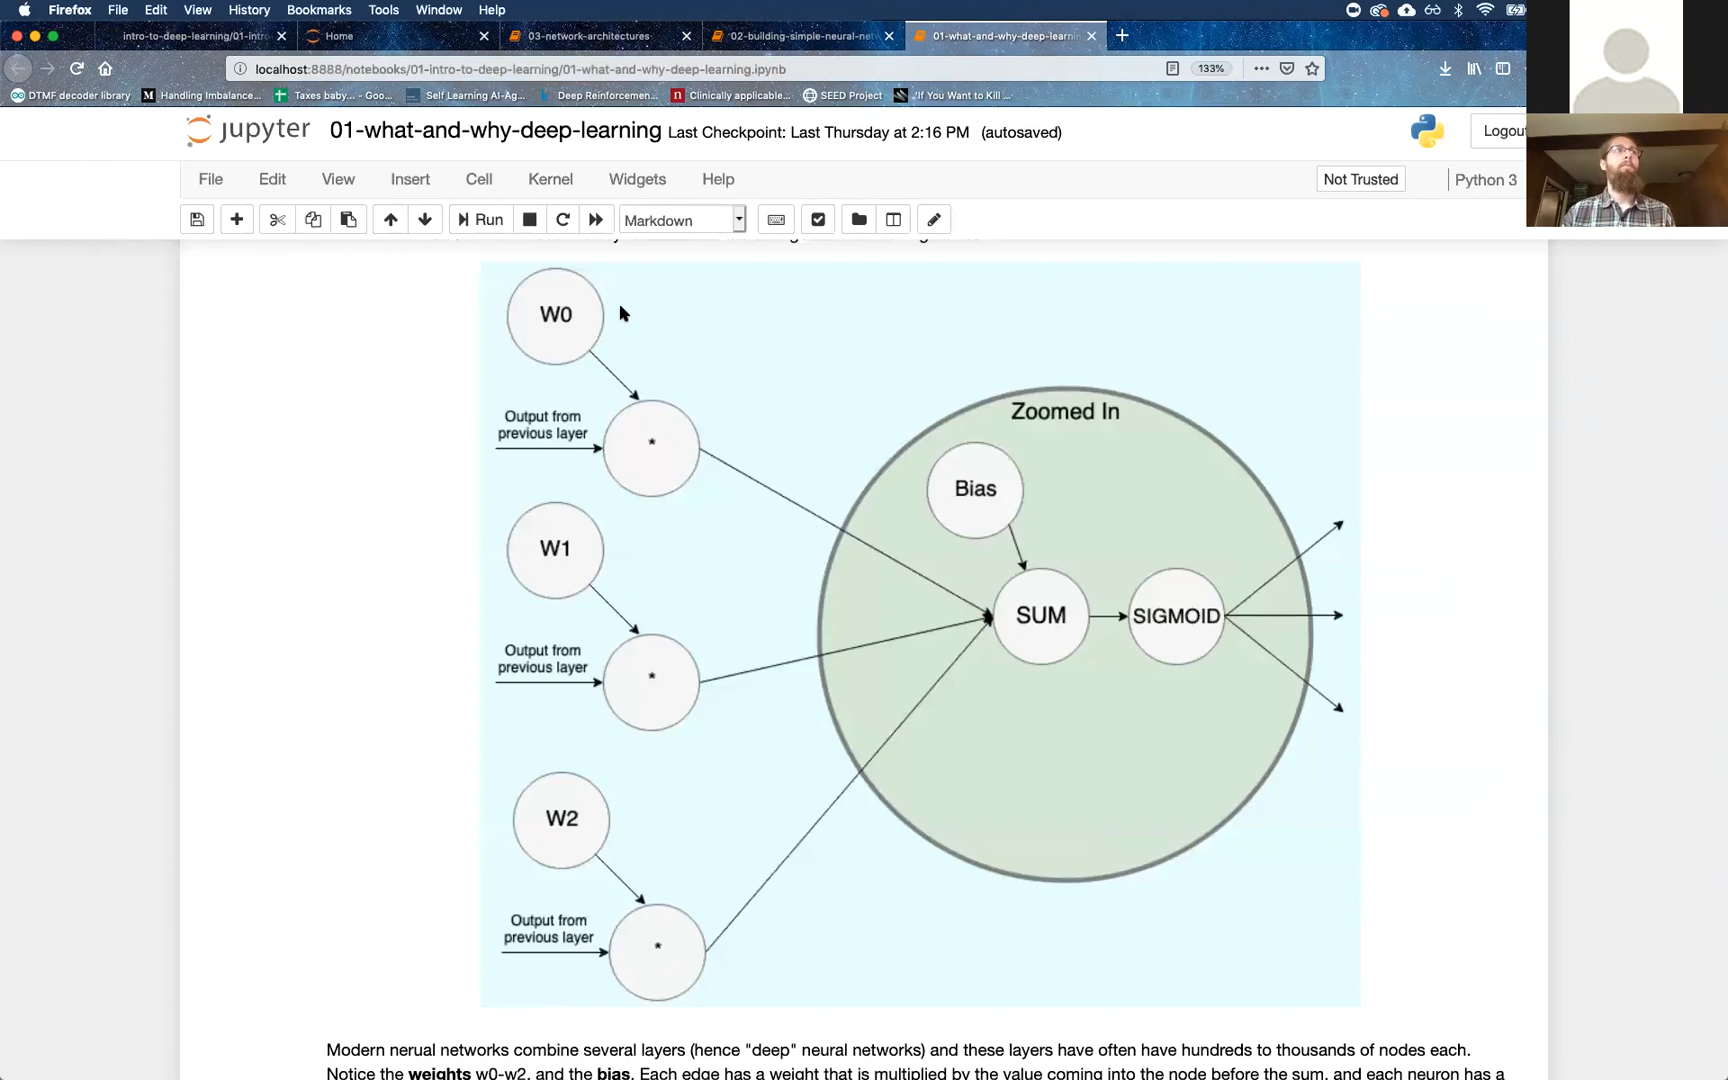 Firefox File Edit View History Bookmarks Tools Window Help
intro-to-deep-learning/01-intro Home 03-network-architectures 02-building-simple-neural-net 01-what-and-why-deep-learnin
localhost:8888/notebooks/01-intro-to-deep-learning/01-what-and-why-deep-learning.ipynb 133%
DTMF decoder library Handling Imbalance... Taxes baby... - Goo... Self Learning AI-Ag... Deep Reinforcemen... Clinically applicable... SEED Project 'If You Want to Kill ...
jupyter 01-what-and-why-deep-learning Last Checkpoint: Last Thursday at 2:16 PM (autosaved) Logou
File Edit View Insert Cell Kernel Widgets Help Not Trusted Python 3
Run Markdown
W0
Zoomed In
Output from
previous layer
*
Bias
W1
SUM SIGMOID
Output from
previous layer
*
W2
Output from
previous layer
*
Modern nerual networks combine several layers (hence "deep" neural networks) and these layers have often have hundreds to thousands of nodes each.
Notice the weights w0-w2, and the bias. Each edge has a weight that is multiplied by the value coming into the node before the sum, and each neuron has a